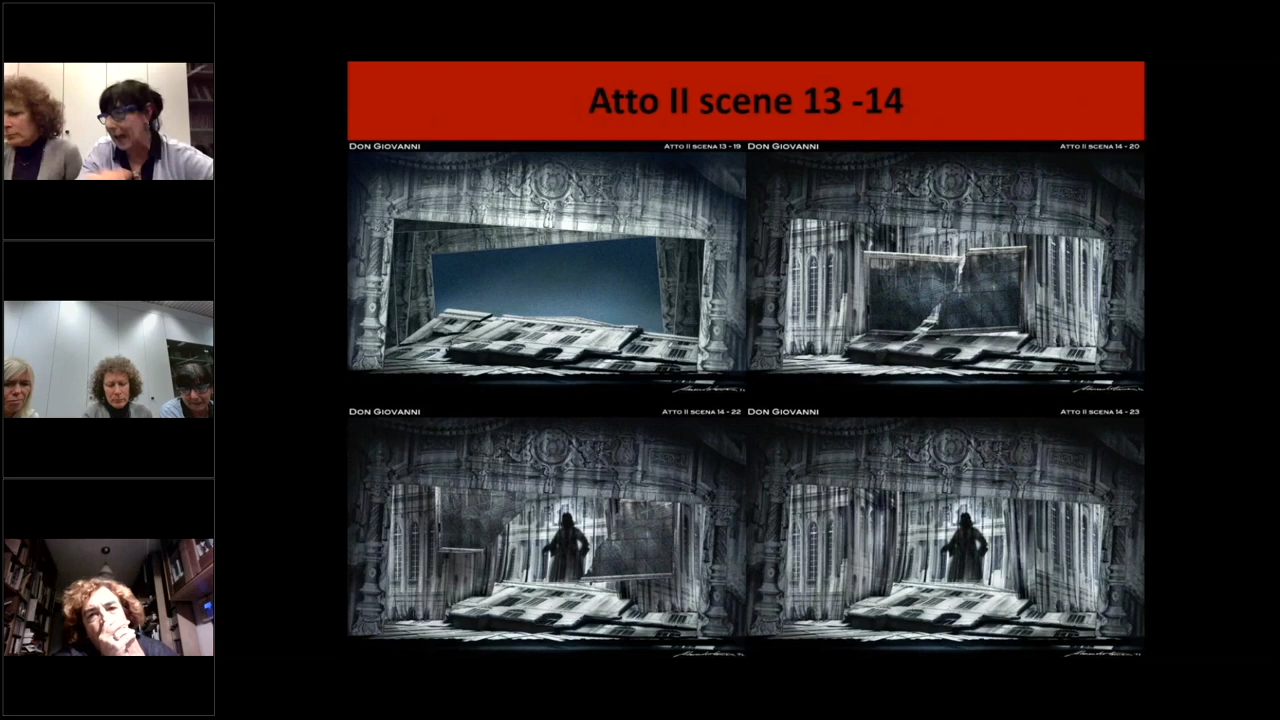 Atto II scene 13 -14
Don Giovanni
Atto II scena 13 - 19
Don Giovanni
Atto II scena 14 - 20
Don Giovanni
Atto II scena 14 - 22
Don Giovanni
Atto II scena 14 - 23